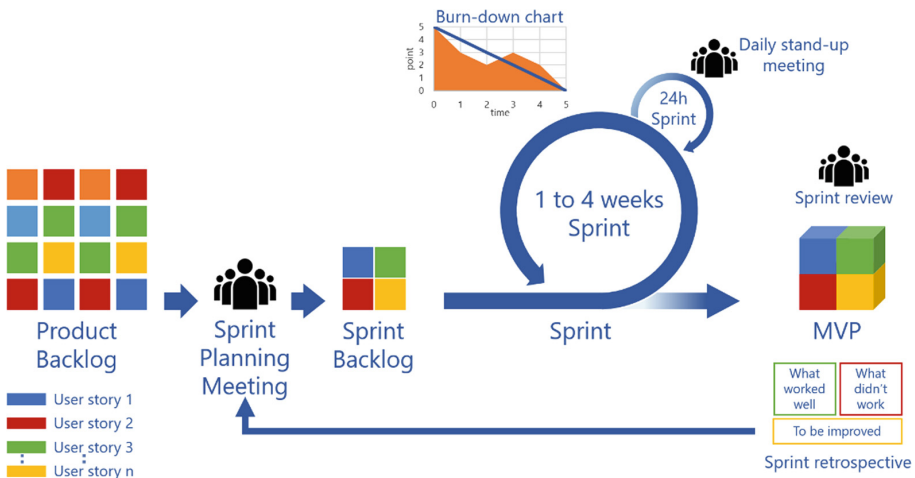 Burn-down chart
point
5
4
3
2
1
0
0 1 2 3 4 5
time
Daily stand-up
meeting
24h
Sprint
1 to 4 weeks
Sprint
Sprint review
Product
Backlog
Sprint
Planning
Meeting
Sprint
Backlog
Sprint
MVP
User story 1
User story 2
User story 3
User story n
What
worked
well
What
didn't
work
To be improved
Sprint retrospective